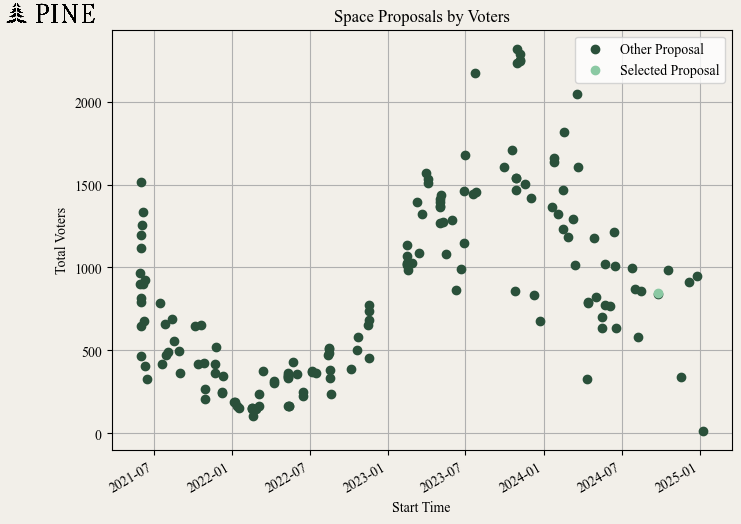 PINE
Space Proposals by Voters
Other Proposal
Selected Proposal
Total Voters
2000
1500
1000
500
0
2021-07
2022-01
2022-07
2023-01
2023-07
2024-01
2024-07
2025-01
Start Time